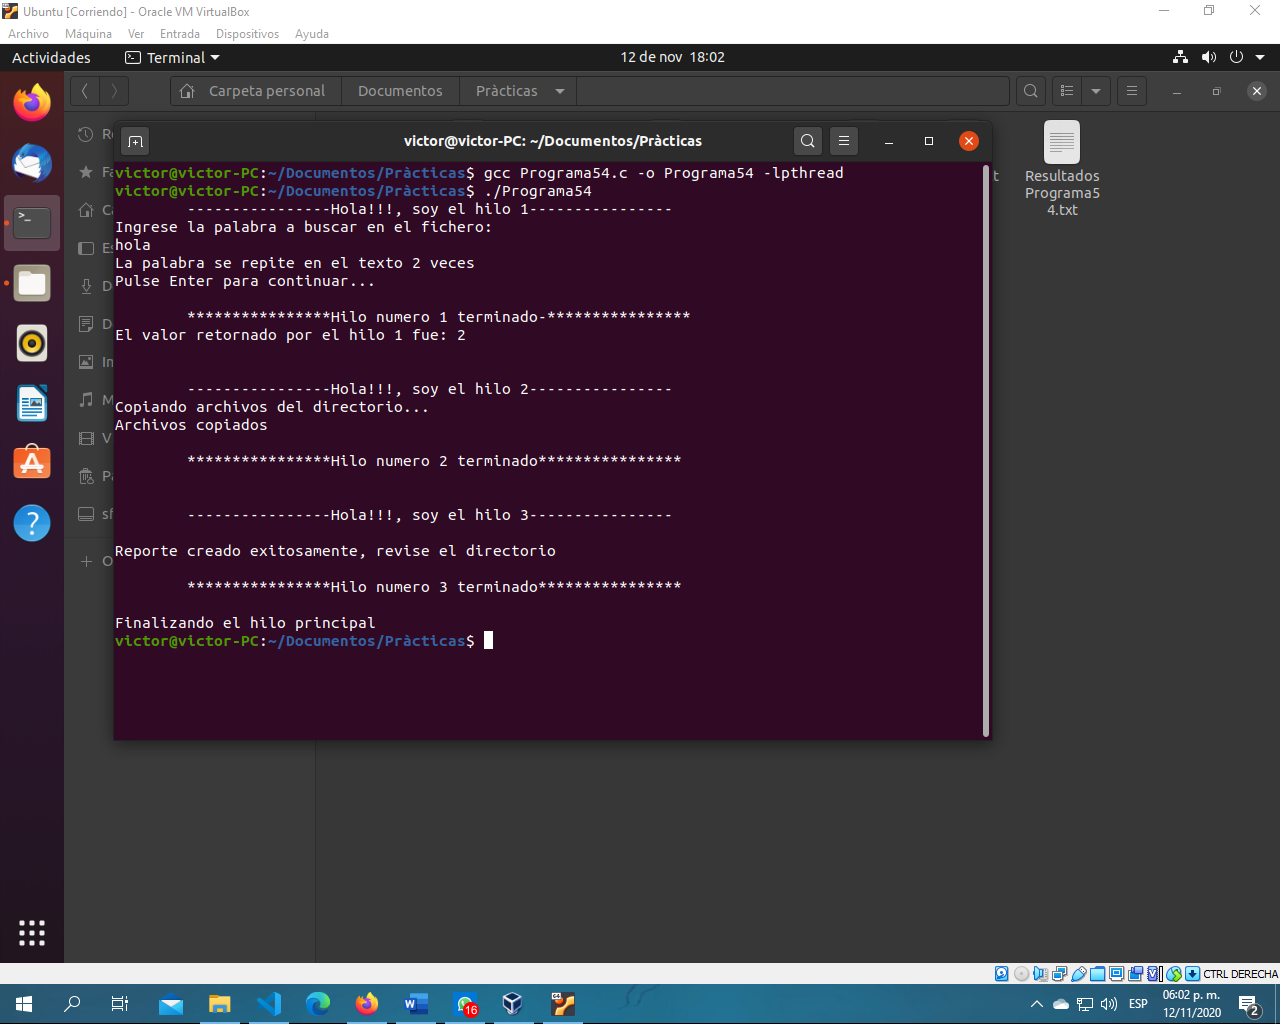 Ubuntu [Corriendo] - Oracle VM VirtualBox
Archivo Máquina Ver Entrada Dispositivos Ayuda
Actividades Terminal 12 de nov 18:02
Carpeta personal Documentos Pràcticas
victor@victor-PC: ~/Documentos/Pràcticas
victor@victor-PC:~/Documentos/Pràcticas$ gcc Programa54.c -o Programa54 -lpthread
victor@victor-PC:~/Documentos/Pràcticas$ ./Programa54
----------------Hola!!!, soy el hilo 1----------------
Ingrese la palabra a buscar en el fichero:
hola
La palabra se repite en el texto 2 veces
Pulse Enter para continuar...
****************Hilo numero 1 terminado-****************
El valor retornado por el hilo 1 fue: 2
----------------Hola!!!, soy el hilo 2----------------
Copiando archivos del directorio...
Archivos copiados
****************Hilo numero 2 terminado****************
----------------Hola!!!, soy el hilo 3----------------
Reporte creado exitosamente, revise el directorio
****************Hilo numero 3 terminado****************
Finalizando el hilo principal
victor@victor-PC:~/Documentos/Pràcticas$
Resultados
Programa5
4.txt
CTRL DERECHA
16
ESP
06:02 p. m.
12/11/2020
2